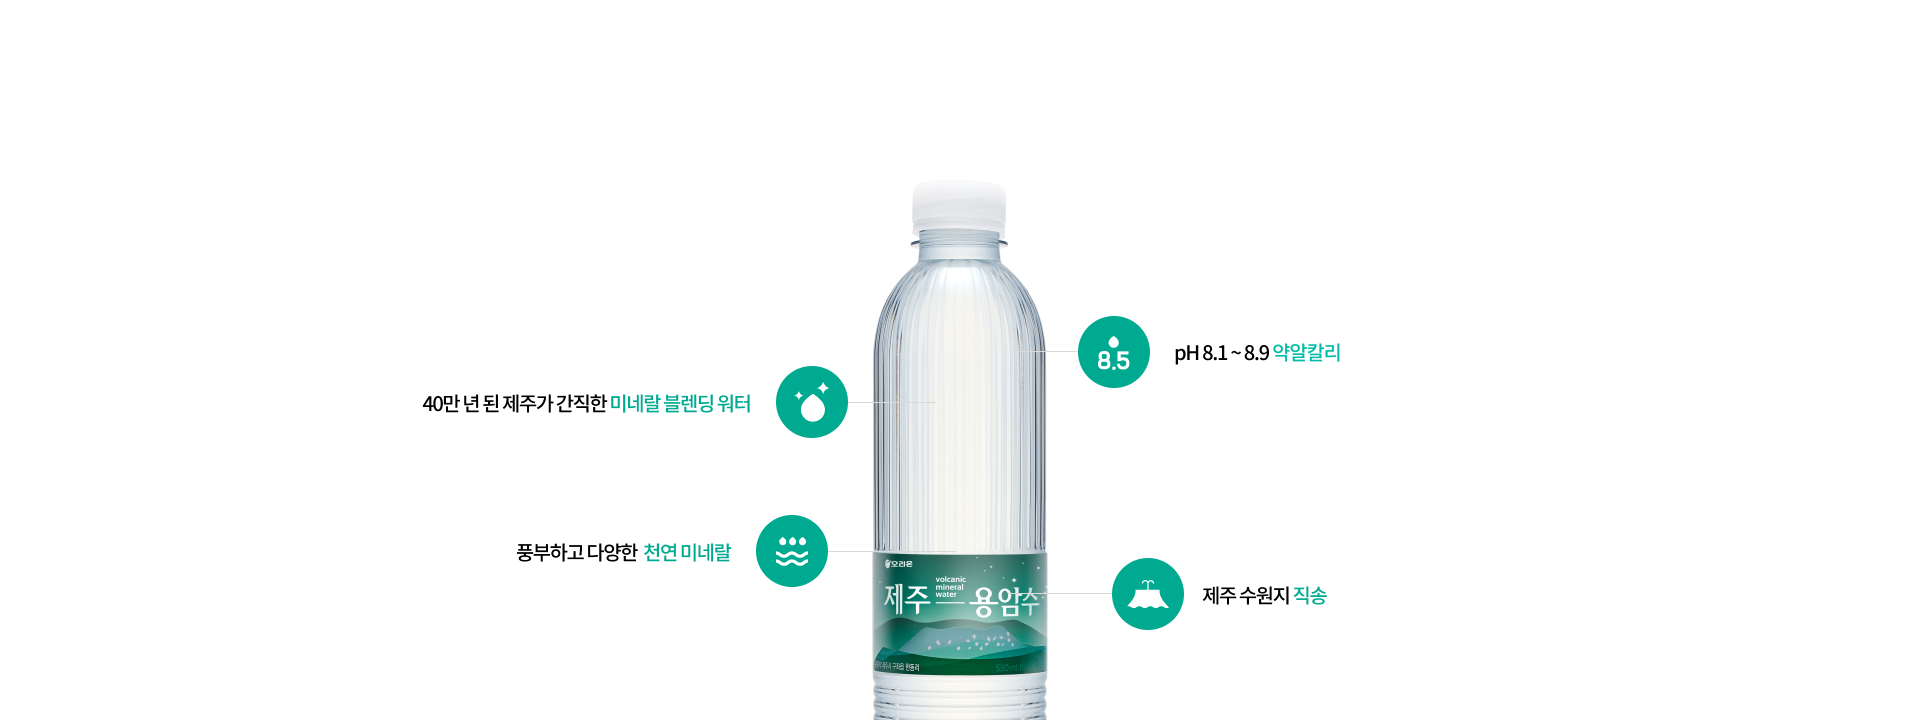 8.5
pH 8.1 ~ 8.9 약알칼리
40만 년 된 제주가 간직한 미네랄 블렌딩 워터
풍부하고 다양한 천연 미네랄
오리온
제주
volcanic
mineral
water
용암수
530 mL
제주 수원지 직송